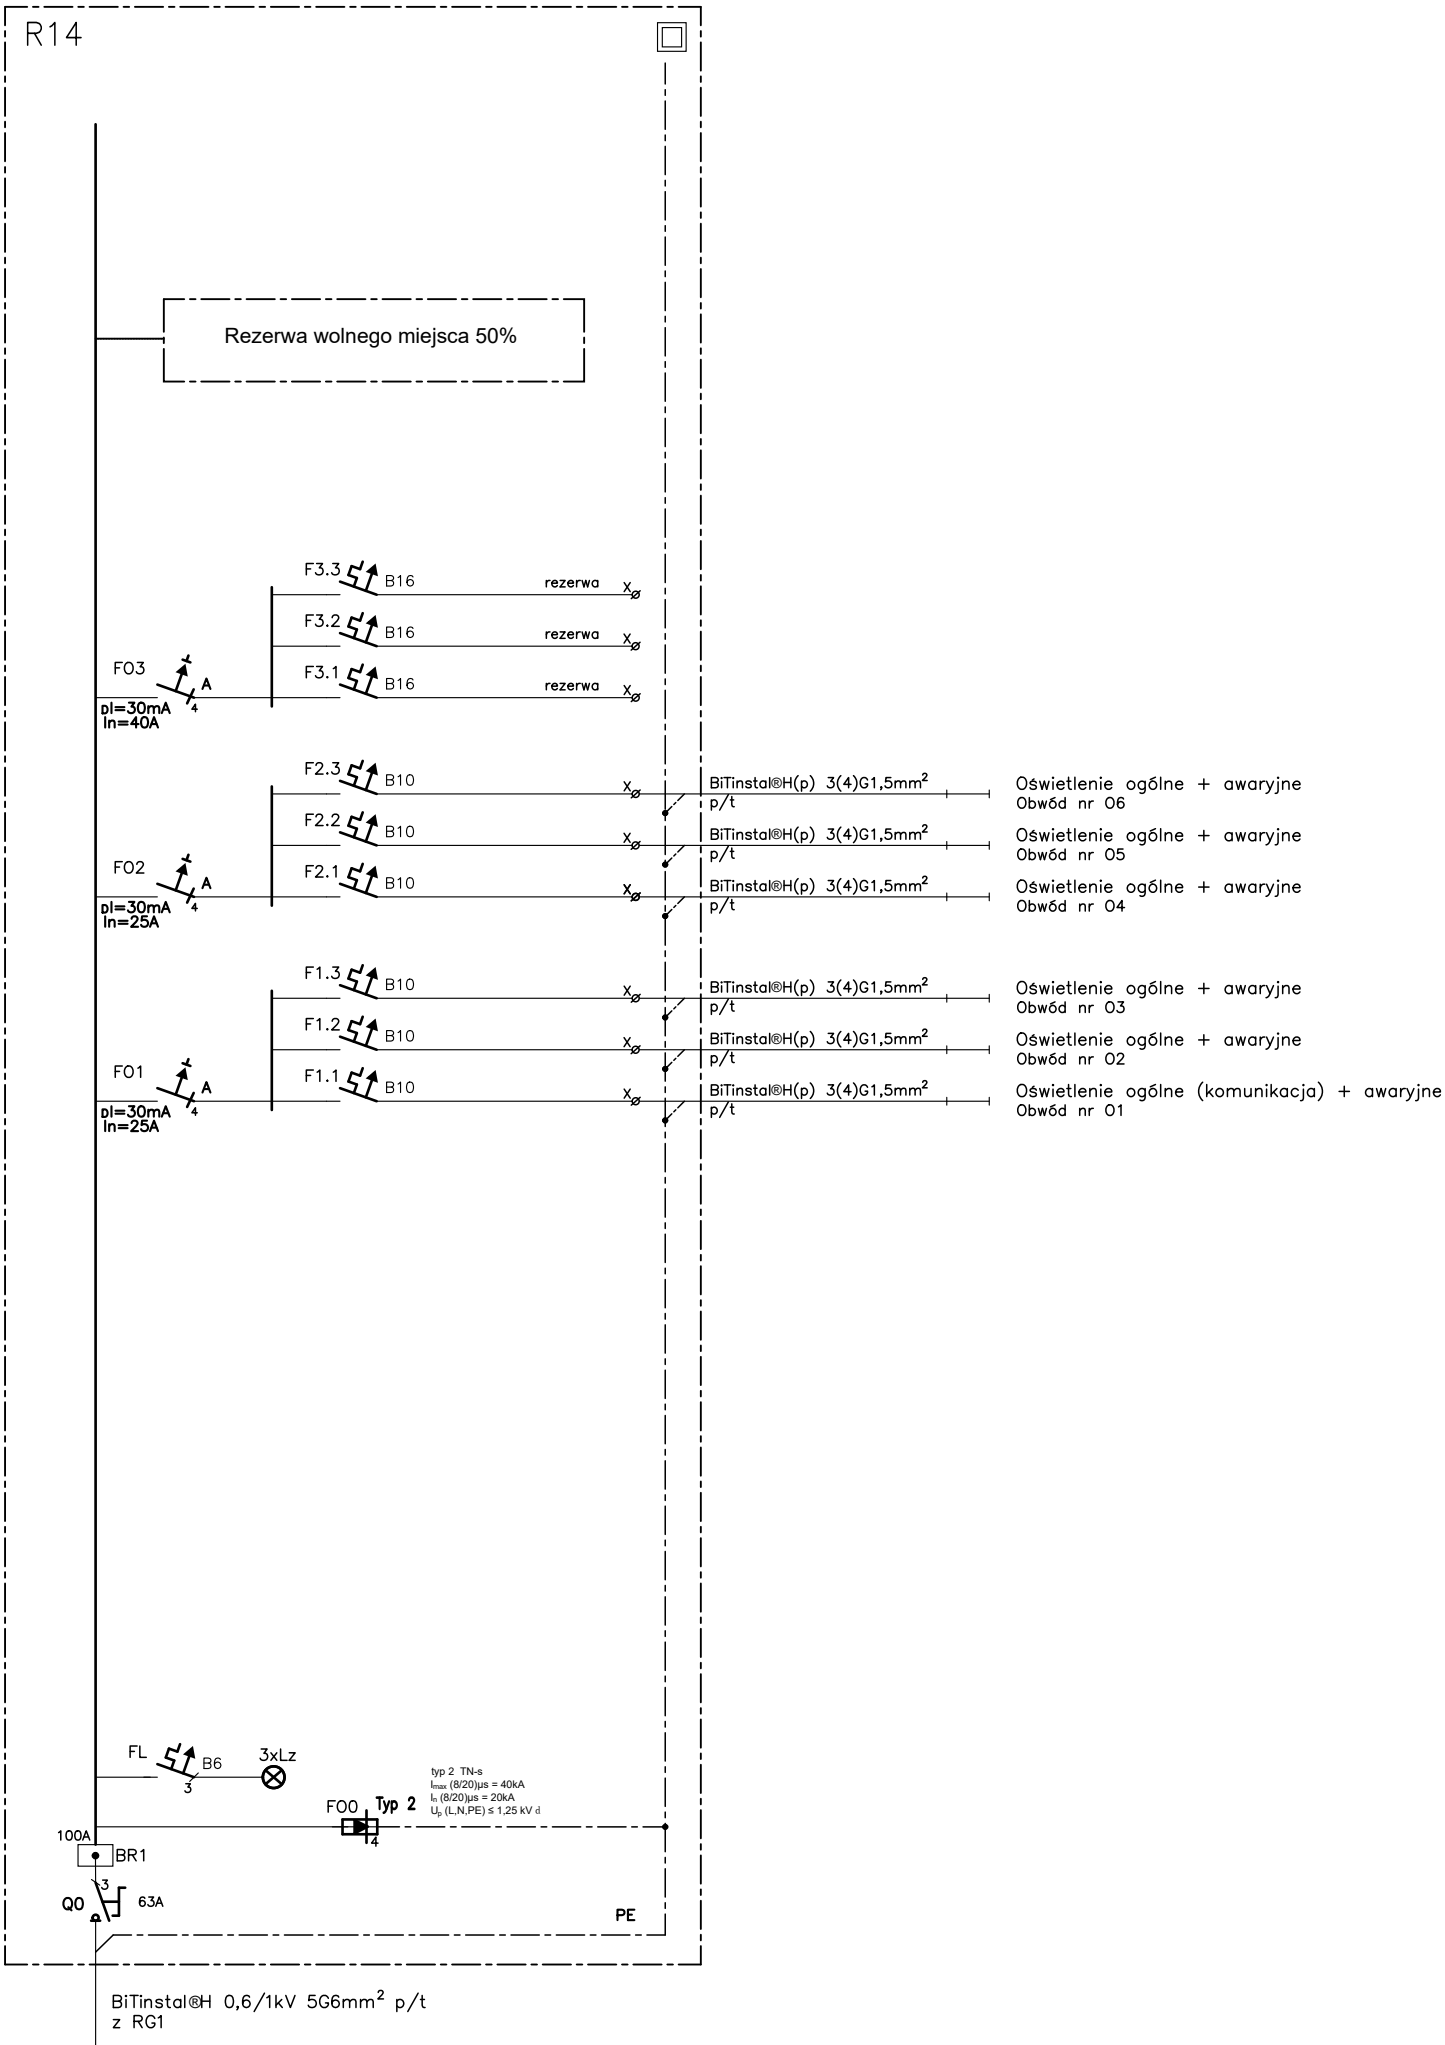 R14
Rezerwa wolnego miejsca 50%
F3.3
B16
rezerwa
X
F3.2
B16
rezerwa
X
FO3
A
F3.1
B16
rezerwa
X
DI=30mA
4
In=40A
F2.3
B10
X
BiTinstal®H(p) 3(4)G1,5mm²
p/t
Oświetlenie ogólne + awaryjne
Obwód nr O6
F2.2
B10
X
BiTinstal®H(p) 3(4)G1,5mm²
p/t
Oświetlenie ogólne + awaryjne
Obwód nr O5
FO2
A
F2.1
B10
X
BiTinstal®H(p) 3(4)G1,5mm²
p/t
Oświetlenie ogólne + awaryjne
Obwód nr O4
DI=30mA
4
In=25A
F1.3
B10
X
BiTinstal®H(p) 3(4)G1,5mm²
p/t
Oświetlenie ogólne + awaryjne
Obwód nr O3
F1.2
B10
X
BiTinstal®H(p) 3(4)G1,5mm²
p/t
Oświetlenie ogólne + awaryjne
Obwód nr O2
FO1
A
F1.1
B10
X
BiTinstal®H(p) 3(4)G1,5mm²
p/t
Oświetlenie ogólne (komunikacja) + awaryjne
Obwód nr O1
DI=30mA
4
In=25A
FL
B6
3
3xLz
typ 2 TN-s
Imax (8/20)µs = 40kA
In (8/20)µs = 20kA
Up (L,N,PE) ≤ 1,25 kV d
FO0
Typ 2
4
100A
BR1
3
Q0
63A
PE
BiTinstal®H 0,6/1kV 5G6mm² p/t
z RG1